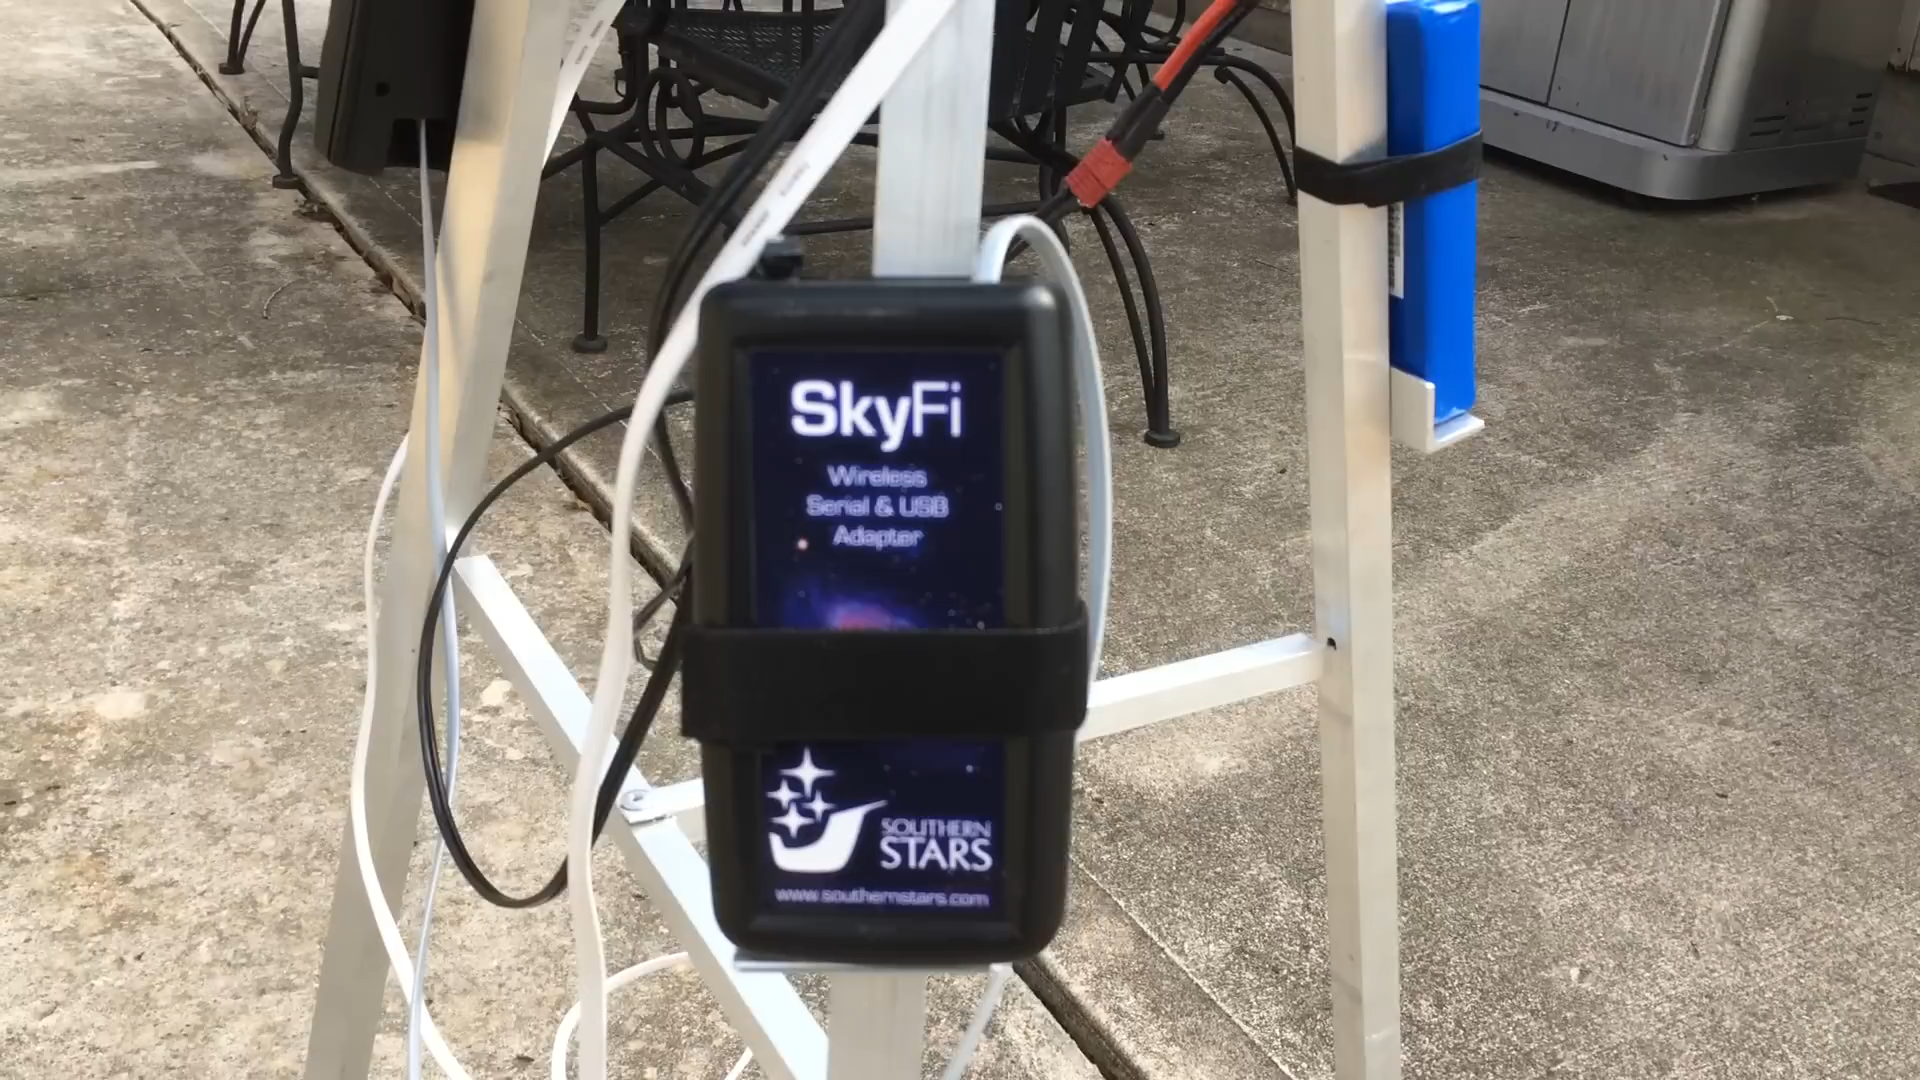 SkyFi
Wireless
Serial & USB
Adapter
SOUTHERN
STARS
www.southernstars.com